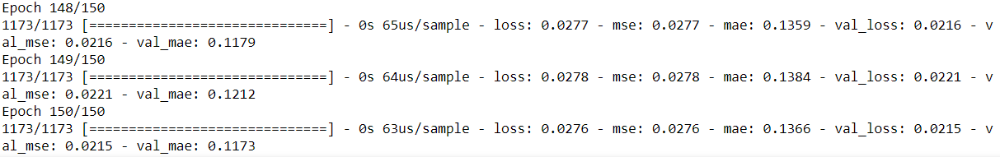 Epoch 148/150
1173/1173 [==============================] - 0s 65us/sample - loss: 0.0277 - mse: 0.0277 - mae: 0.1359 - val_loss: 0.0216 - v
al_mse: 0.0216 - val_mae: 0.1179
Epoch 149/150
1173/1173 [==============================] - 0s 64us/sample - loss: 0.0278 - mse: 0.0278 - mae: 0.1384 - val_loss: 0.0221 - v
al_mse: 0.0221 - val_mae: 0.1212
Epoch 150/150
1173/1173 [==============================] - 0s 63us/sample - loss: 0.0276 - mse: 0.0276 - mae: 0.1366 - val_loss: 0.0215 - v
al_mse: 0.0215 - val_mae: 0.1173